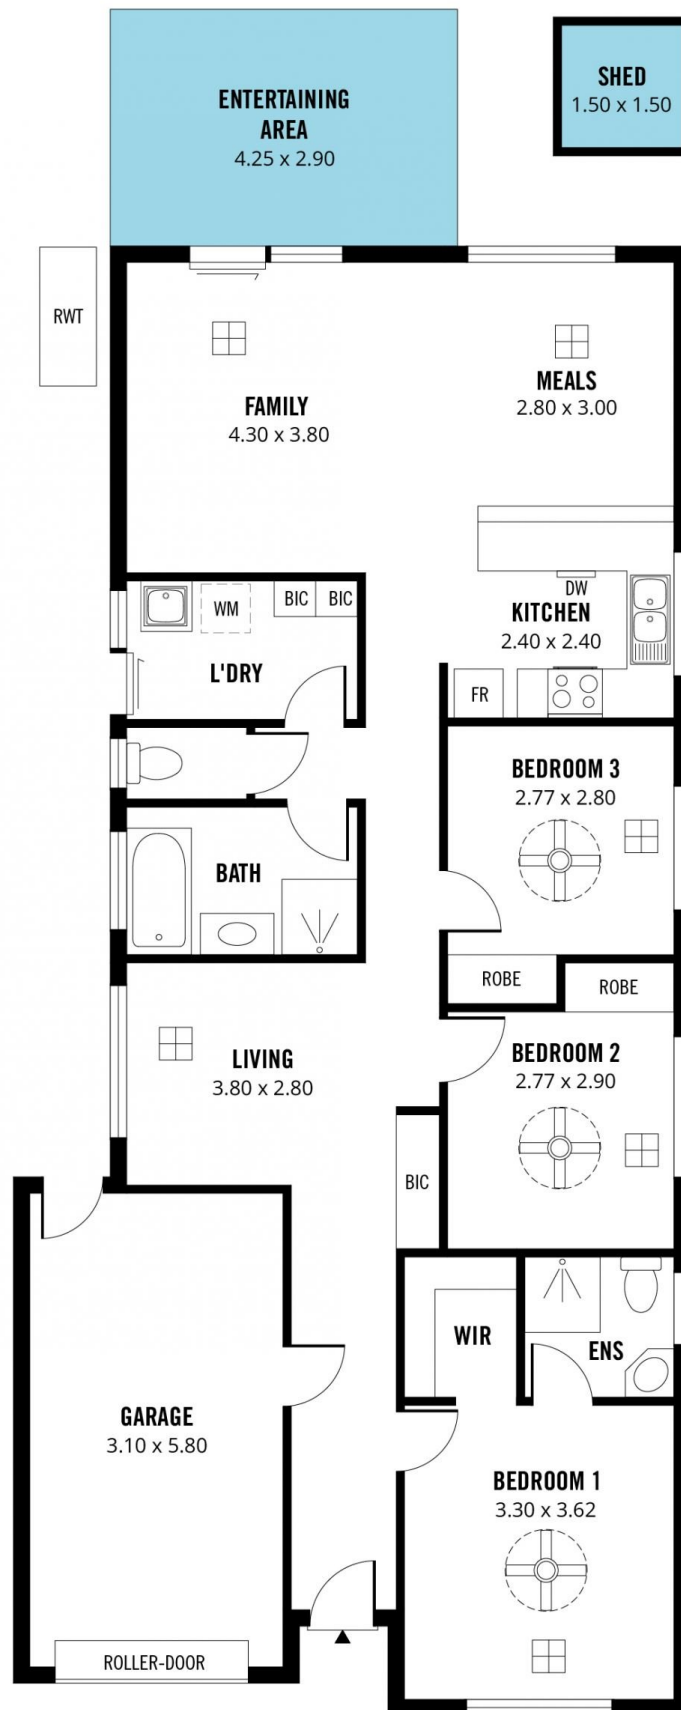 ENTERTAINING
AREA
4.25 x 2.90
SHED
1.50 x 1.50
RWT
FAMILY
4.30 x 3.80
MEALS
2.80 x 3.00
WM
BIC
BIC
L'DRY
DW
KITCHEN
2.40 x 2.40
FR
BEDROOM 3
2.77 x 2.80
BATH
ROBE
ROBE
LIVING
3.80 x 2.80
BEDROOM 2
2.77 x 2.90
BIC
WIR
ENS
GARAGE
3.10 x 5.80
BEDROOM 1
3.30 x 3.62
ROLLER-DOOR